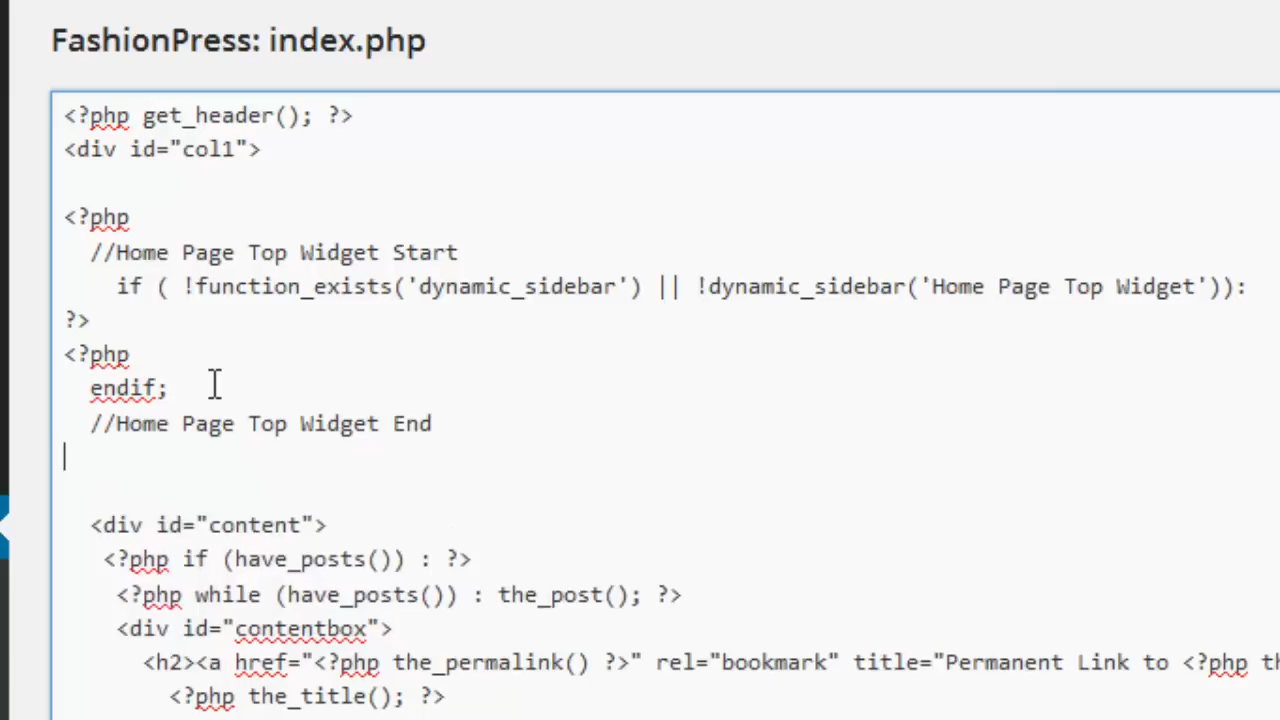 FashionPress: index.php
<?php get_header(); ?>
<div id="col1">
<?php
//Home Page Top Widget Start
if ( !function_exists('dynamic_sidebar') || !dynamic_sidebar('Home Page Top Widget')):
?>
<?php
endif;
//Home Page Top Widget End
<div id="content">
<?php if (have_posts()) : ?>
<?php while (have_posts()) : the_post(); ?>
<div id="contentbox">
<h2><a href="<?php the_permalink() ?>" rel="bookmark" title="Permanent Link to <?php th
<?php the_title(); ?>